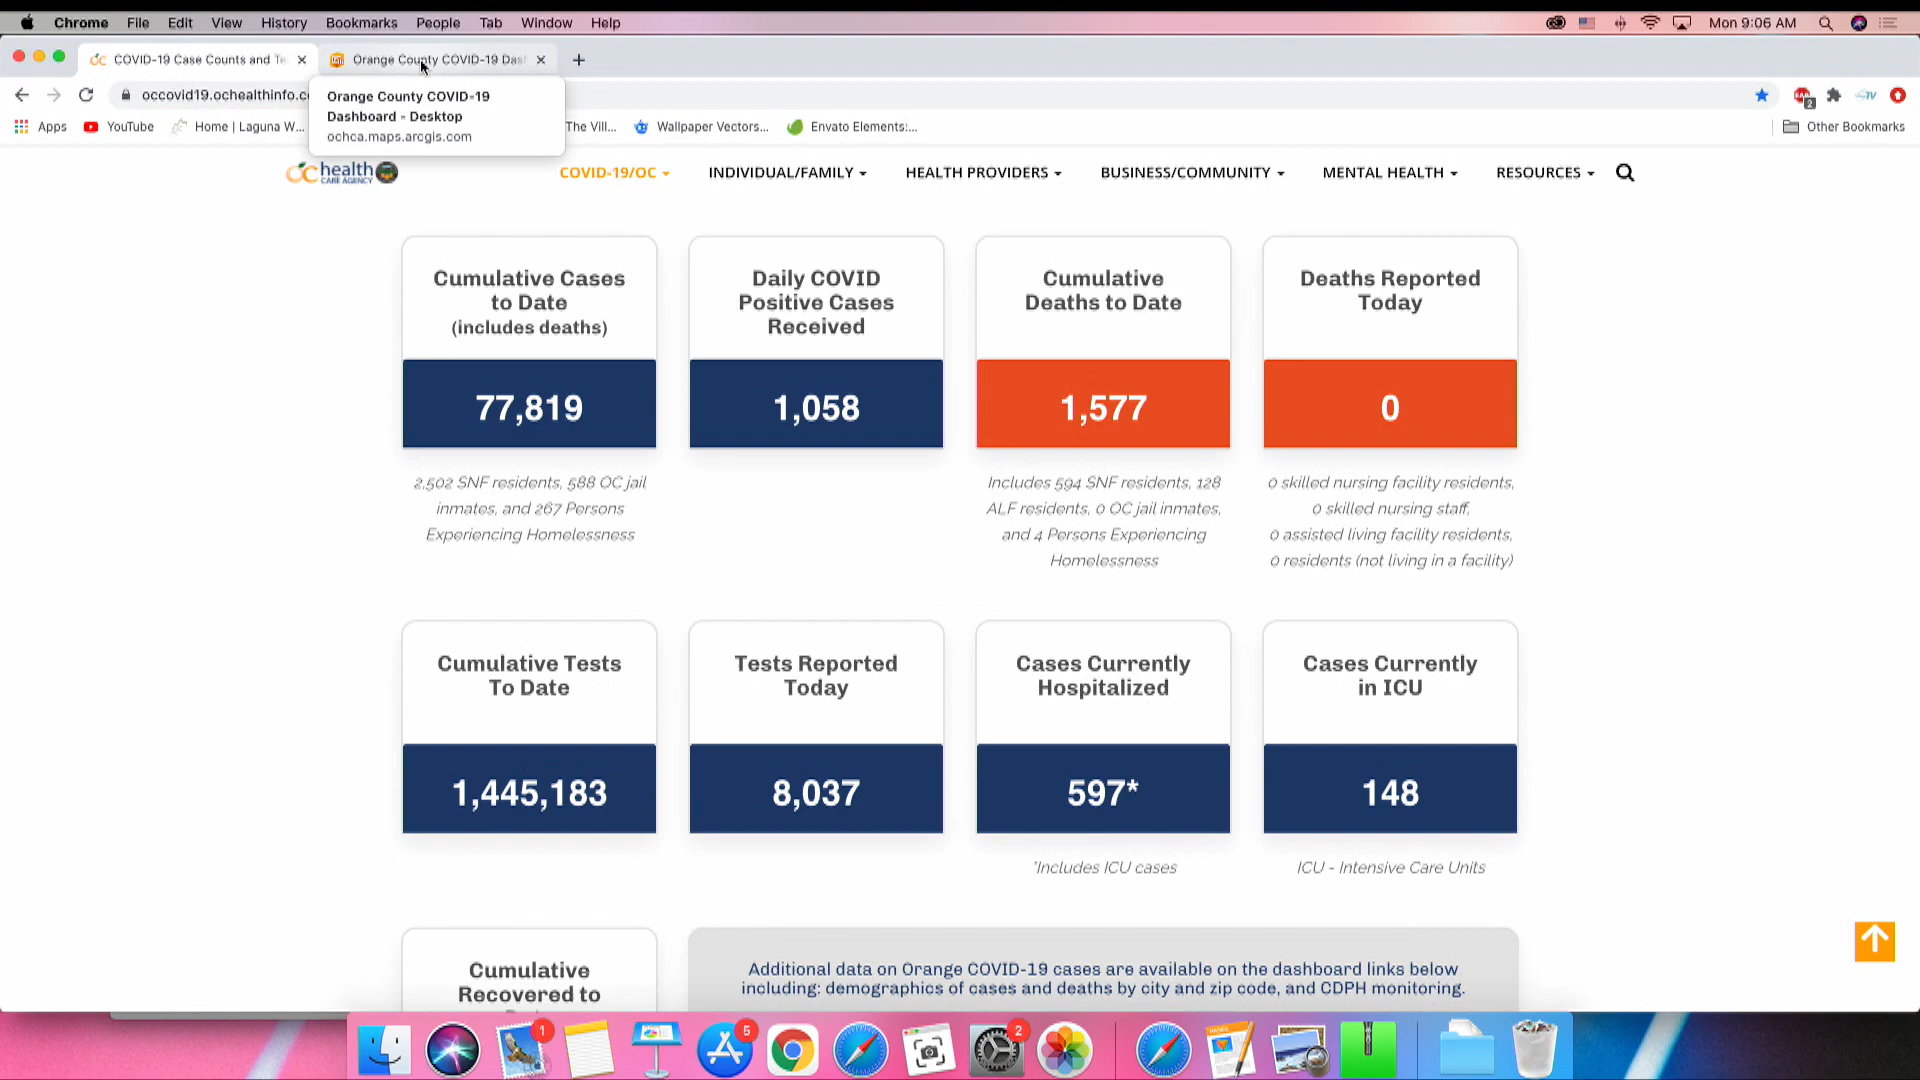 Chrome File Edit View History Bookmarks People Tab Window Help Mon 9:06 AM
COVID-19 Case Counts and Te Orange County COVID-19 Das
occovid19.ochealthinfo.c
Orange County COVID-19
Dashboard - Desktop
ochca.maps.arcgis.com
2
TV
Apps YouTube Home | Laguna W... The Vill... Wallpaper Vectors... Envato Elements:... Other Bookmarks
OC health
CARE AGENCY
COVID-19/OC INDIVIDUAL/FAMILY HEALTH PROVIDERS BUSINESS/COMMUNITY MENTAL HEALTH RESOURCES
Cumulative Cases
to Date
(includes deaths)
77,819
2,502 SNF residents, 588 OC jail
inmates, and 267 Persons
Experiencing Homelessness
Daily COVID
Positive Cases
Received
1,058
Cumulative
Deaths to Date
1,577
Includes 594 SNF residents, 128
ALF residents, 0 OC jail inmates,
and 4 Persons Experiencing
Homelessness
Deaths Reported
Today
0
0 skilled nursing facility residents,
0 skilled nursing staff,
0 assisted living facility residents,
0 residents (not living in a facility)
Cumulative Tests
To Date
1,445,183
Tests Reported
Today
8,037
Cases Currently
Hospitalized
597*
*Includes ICU cases
Cases Currently
in ICU
148
ICU - Intensive Care Units
Cumulative
Recovered to
Additional data on Orange COVID-19 cases are available on the dashboard links below
including: demographics of cases and deaths by city and zip code, and CDPH monitoring.
1 5 2